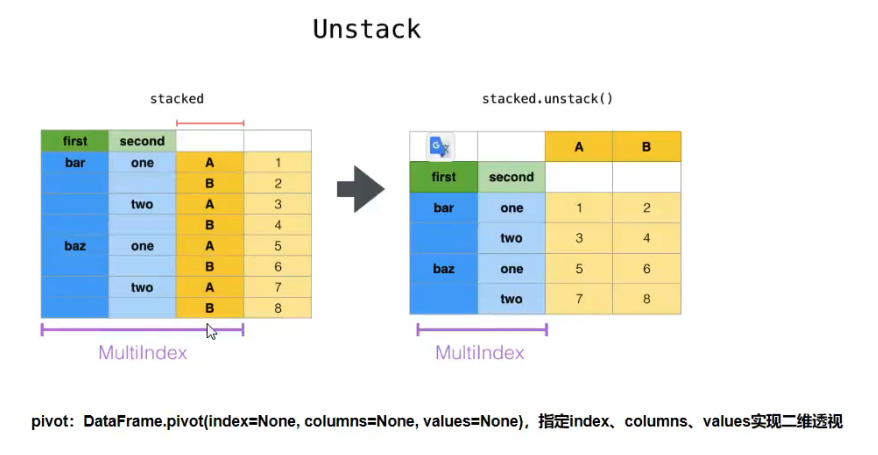 Unstack
stacked
stacked.unstack()
first second
bar one A 1
B 2
two A 3
B 4
baz one A 5
B 6
two A 7
B 8
MultiIndex
G A B
first second
bar one 1 2
two 3 4
baz one 5 6
two 7 8
MultiIndex
pivot：DataFrame.pivot(index=None, columns=None, values=None)，指定index、columns、values实现二维透视